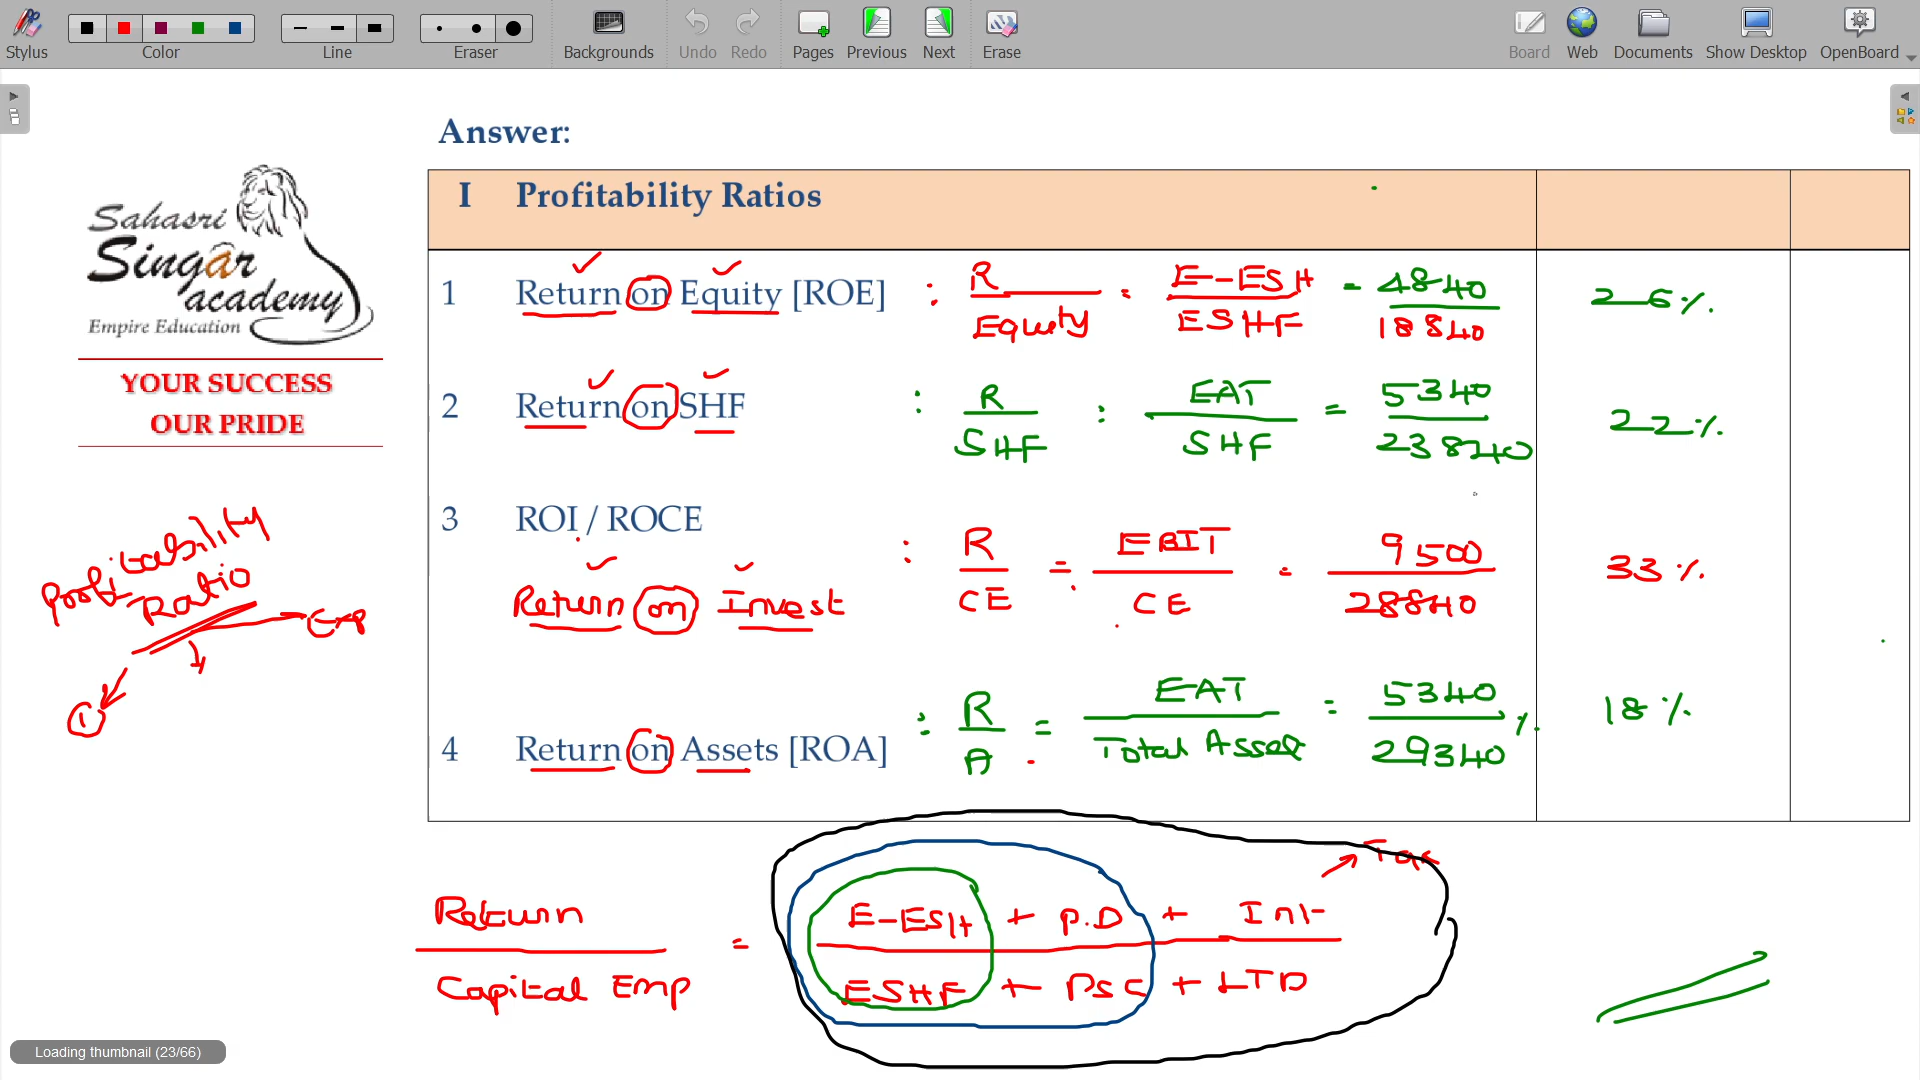 Stylus Color Line Eraser Backgrounds Undo Redo Pages Previous Next Erase Board Web Documents Show Desktop OpenBoard
Answer:
I Profitability Ratios
Sahasri
Singar
academy
Empire Education
YOUR SUCCESS
OUR PRIDE
1 Return on Equity [ROE] : R / Equity = E-ESH / ESHF = 4840 / 18840 26%
2 Return on SHF : R / SHF : EAT / SHF = 5340 / 23840 22%
3 ROI / ROCE
Return on Invest : R / CE = EBIT / CE = 9500 / 28840 33%
4 Return on Assets [ROA] : R / A = EAT / Total Asset = 5340 / 29340 % 18%
Profitability
Ratio
Exp
1
Tax
Return / Capital Emp = E-ESH + P.D + Int / ESHF + PSC + LTD
Loading thumbnail (23/66)